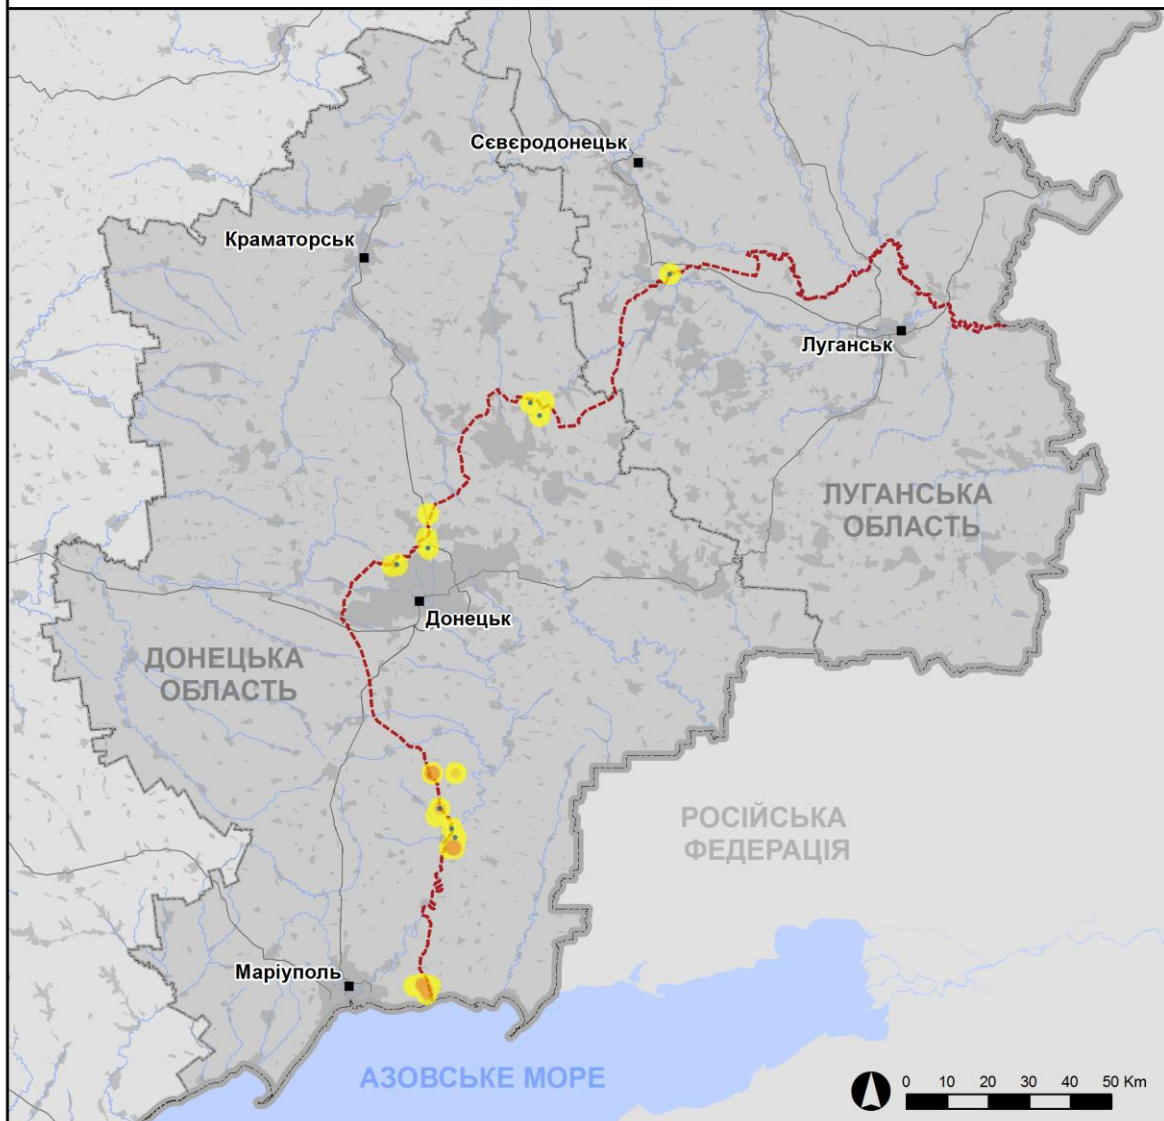 Сєвєродонецьк
Краматорськ
Луганськ
ЛУГАНСЬКА
ОБЛАСТЬ
Донецьк
ДОНЕЦЬКА
ОБЛАСТЬ
РОСІЙСЬКА
ФЕДЕРАЦІЯ
Маріуполь
АЗОВСЬКЕ МОРЕ
0 10 20 30 40 50 Km